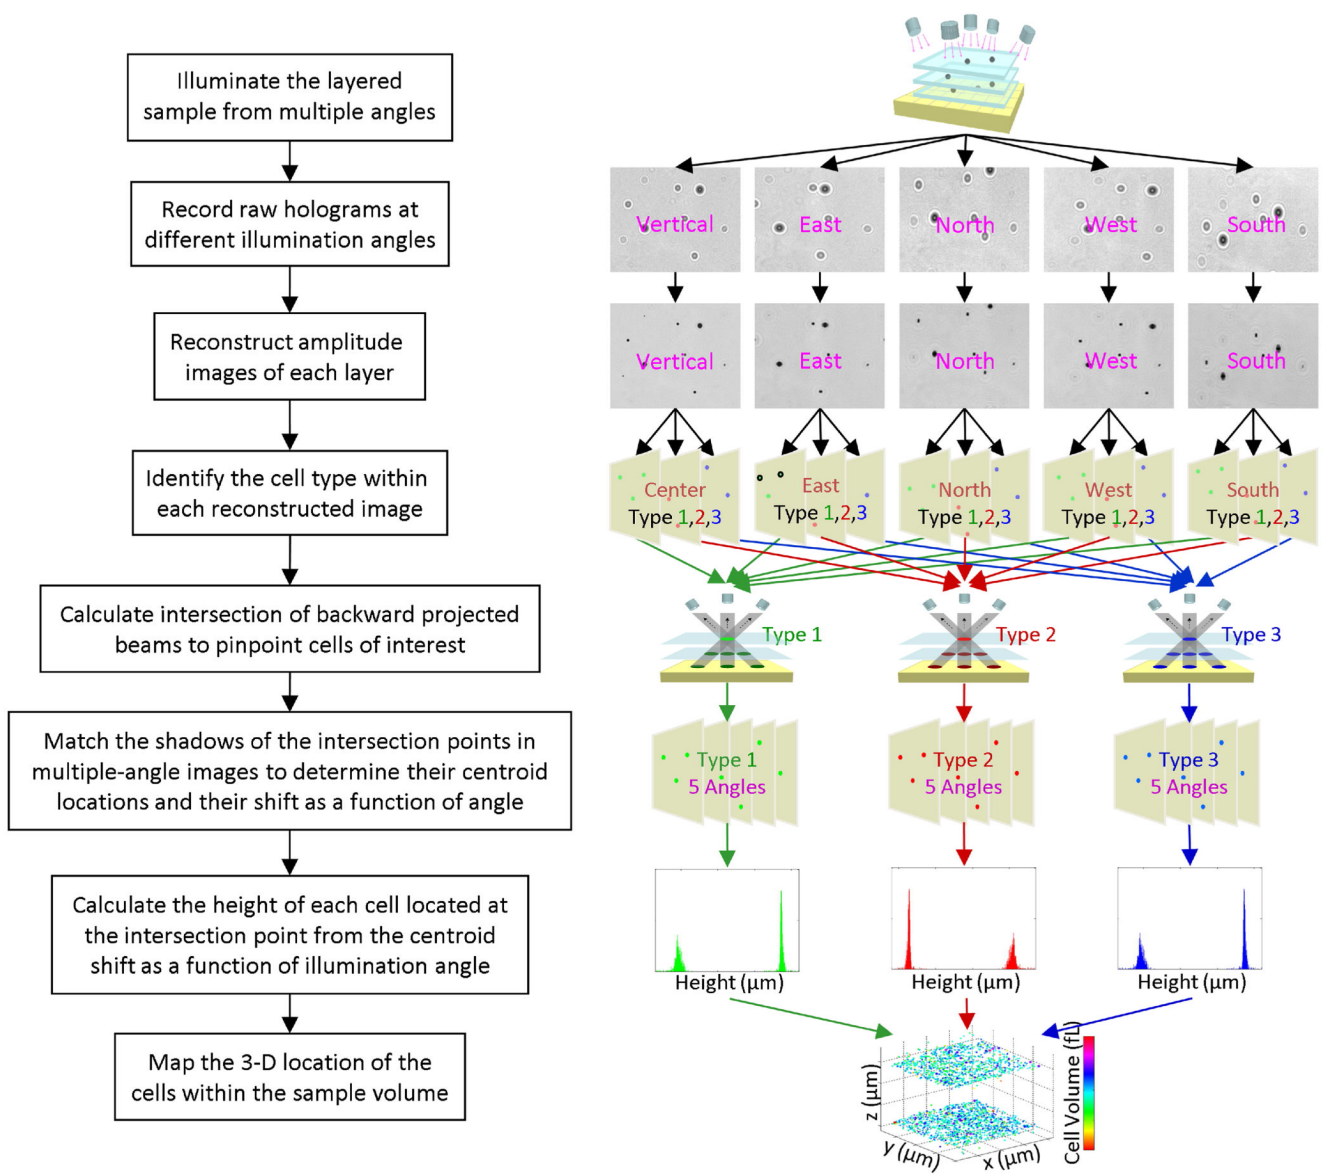 Illuminate the layered
sample from multiple angles
Record raw holograms at
different illumination angles
Reconstruct amplitude
images of each layer
Identify the cell type within
each reconstructed image
Calculate intersection of backward projected
beams to pinpoint cells of interest
Match the shadows of the intersection points in
multiple-angle images to determine their centroid
locations and their shift as a function of angle
Calculate the height of each cell located at
the intersection point from the centroid
shift as a function of illumination angle
Map the 3-D location of the
cells within the sample volume
Vertical
East
North
West
South
Vertical
East
North
West
South
Center
Type 1,2,3
East
Type 1,2,3
North
Type 1,2,3
West
Type 1,2,3
South
Type 1,2,3
Type 1
Type 2
Type 3
Type 1
5 Angles
Type 2
5 Angles
Type 3
5 Angles
Height (μm)
Height (μm)
Height (μm)
z (μm)
y (μm)
x (μm)
Cell Volume (fL)